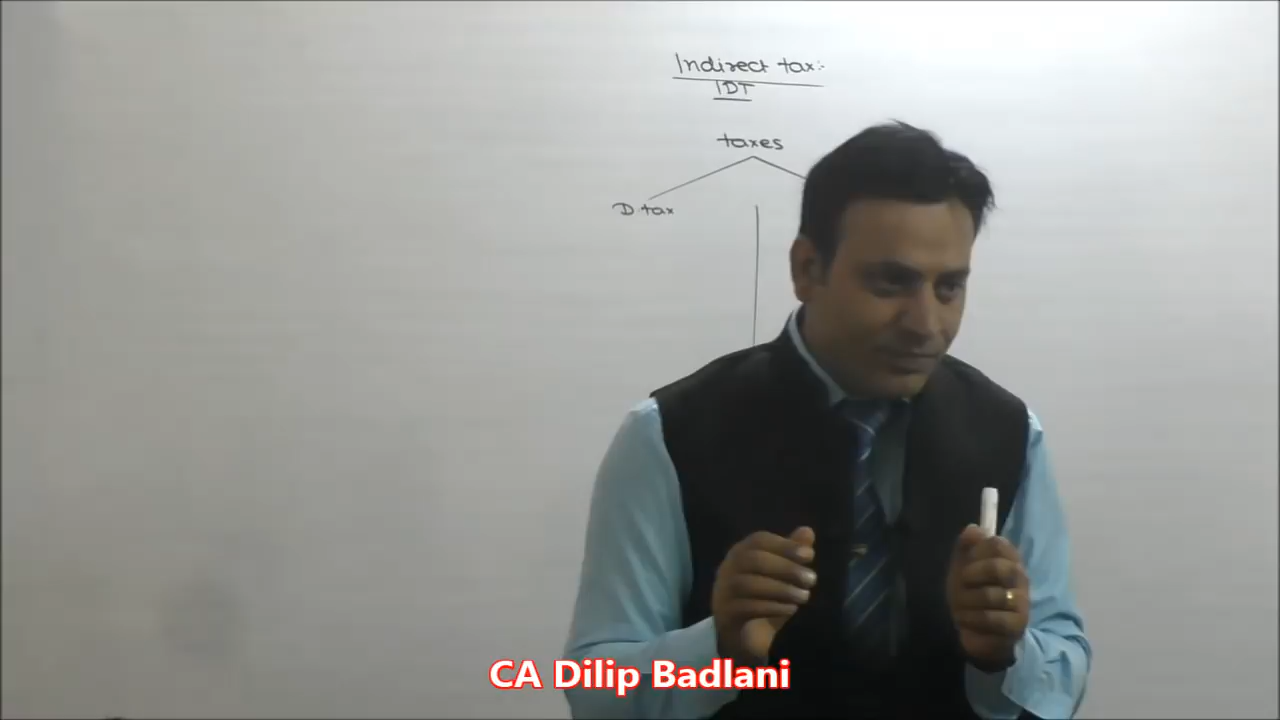 Indirect tax:-
IDT
taxes
D.tax
CA Dilip Badlani